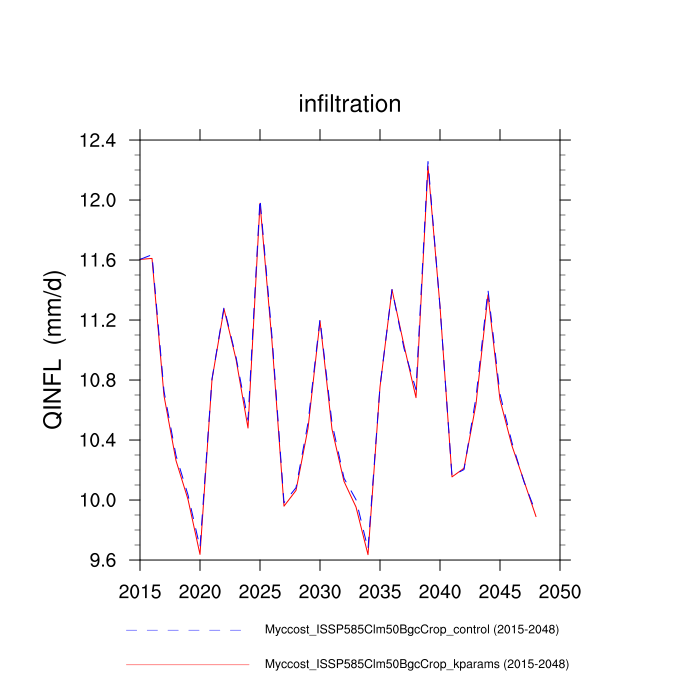 infiltration
QINFL (mm/d)
12.4
12.0
11.6
11.2
10.8
10.4
10.0
9.6
2015 2020 2025 2030 2035 2040 2045 2050
Myccost_ISSP585Clm50BgcCrop_control (2015-2048)
Myccost_ISSP585Clm50BgcCrop_kparams (2015-2048)